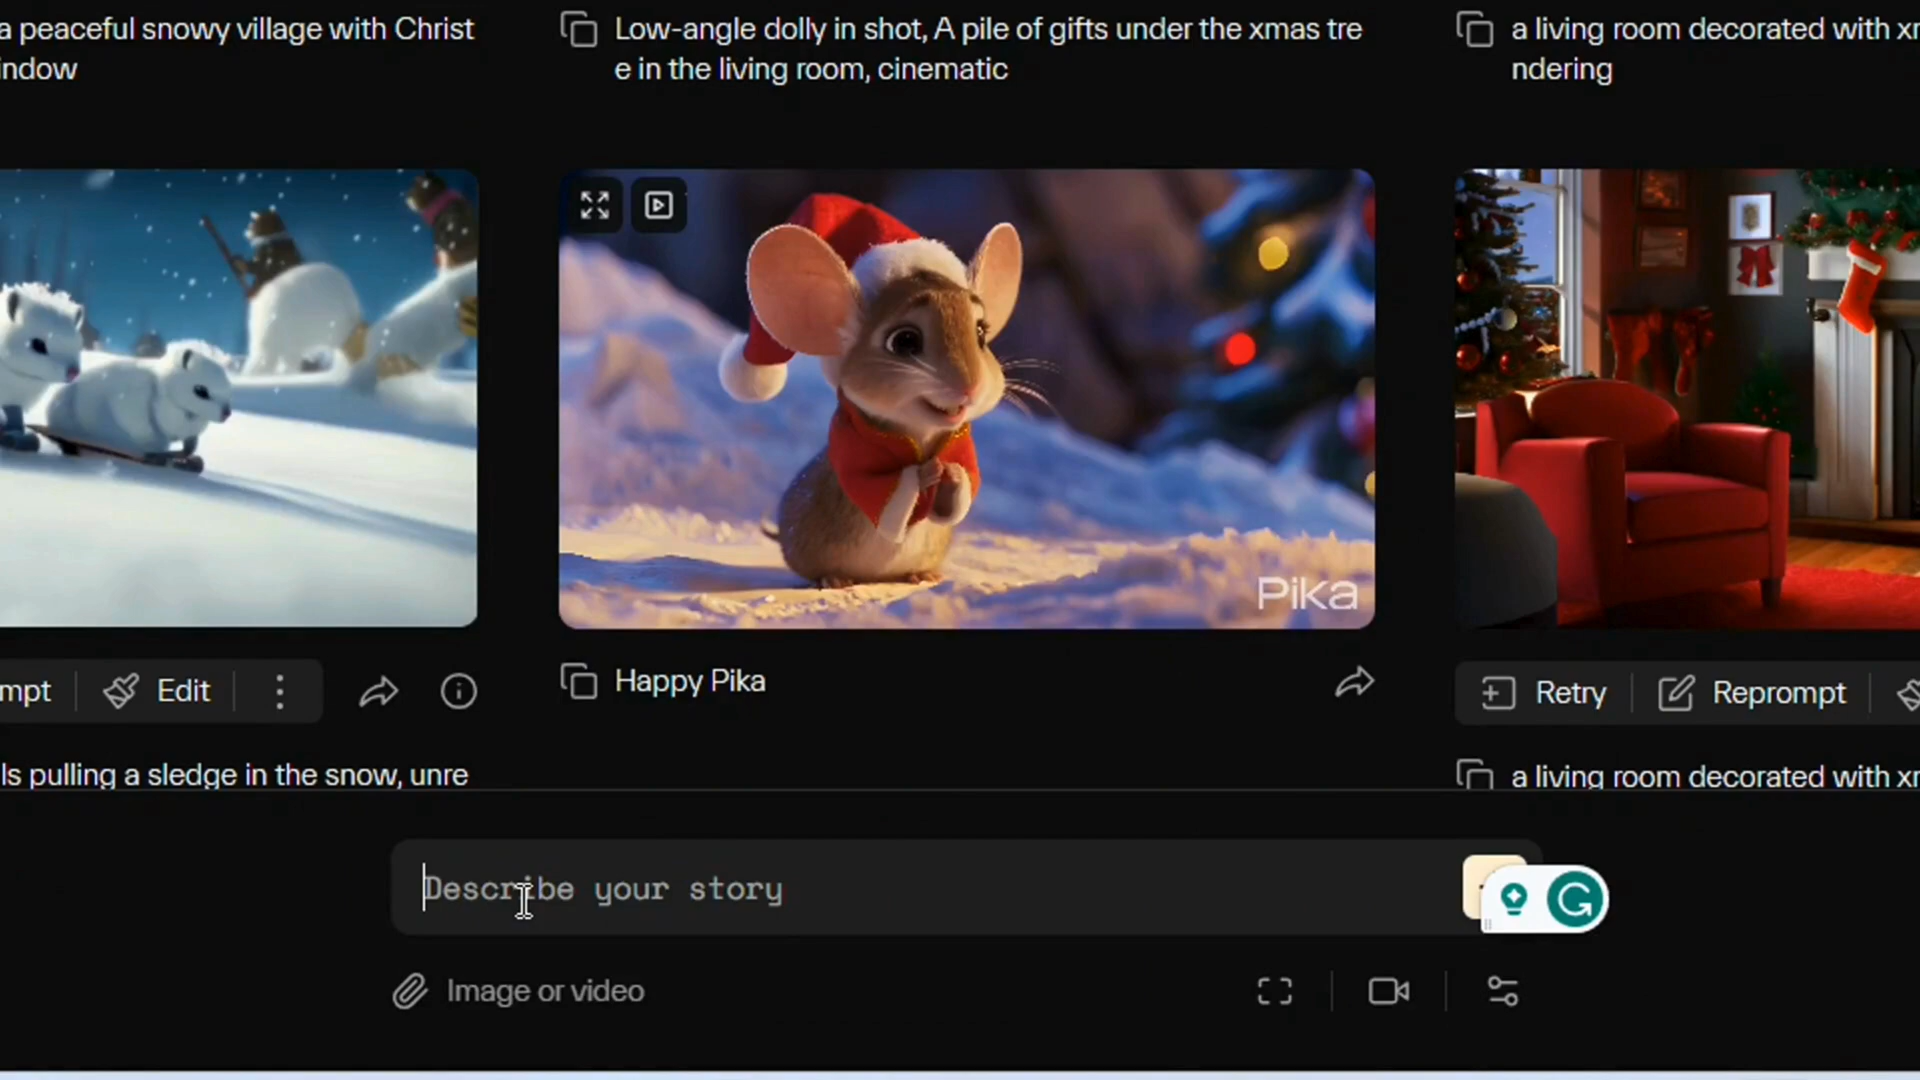 a peaceful snowy village with Christ
indow
Low-angle dolly in shot, A pile of gifts under the xmas tre
e in the living room, cinematic
a living room decorated with xr
ndering
Pika
mpt
Edit
Happy Pika
Retry
Reprompt
ls pulling a sledge in the snow, unre
a living room decorated with xr
Describe your story
Image or video